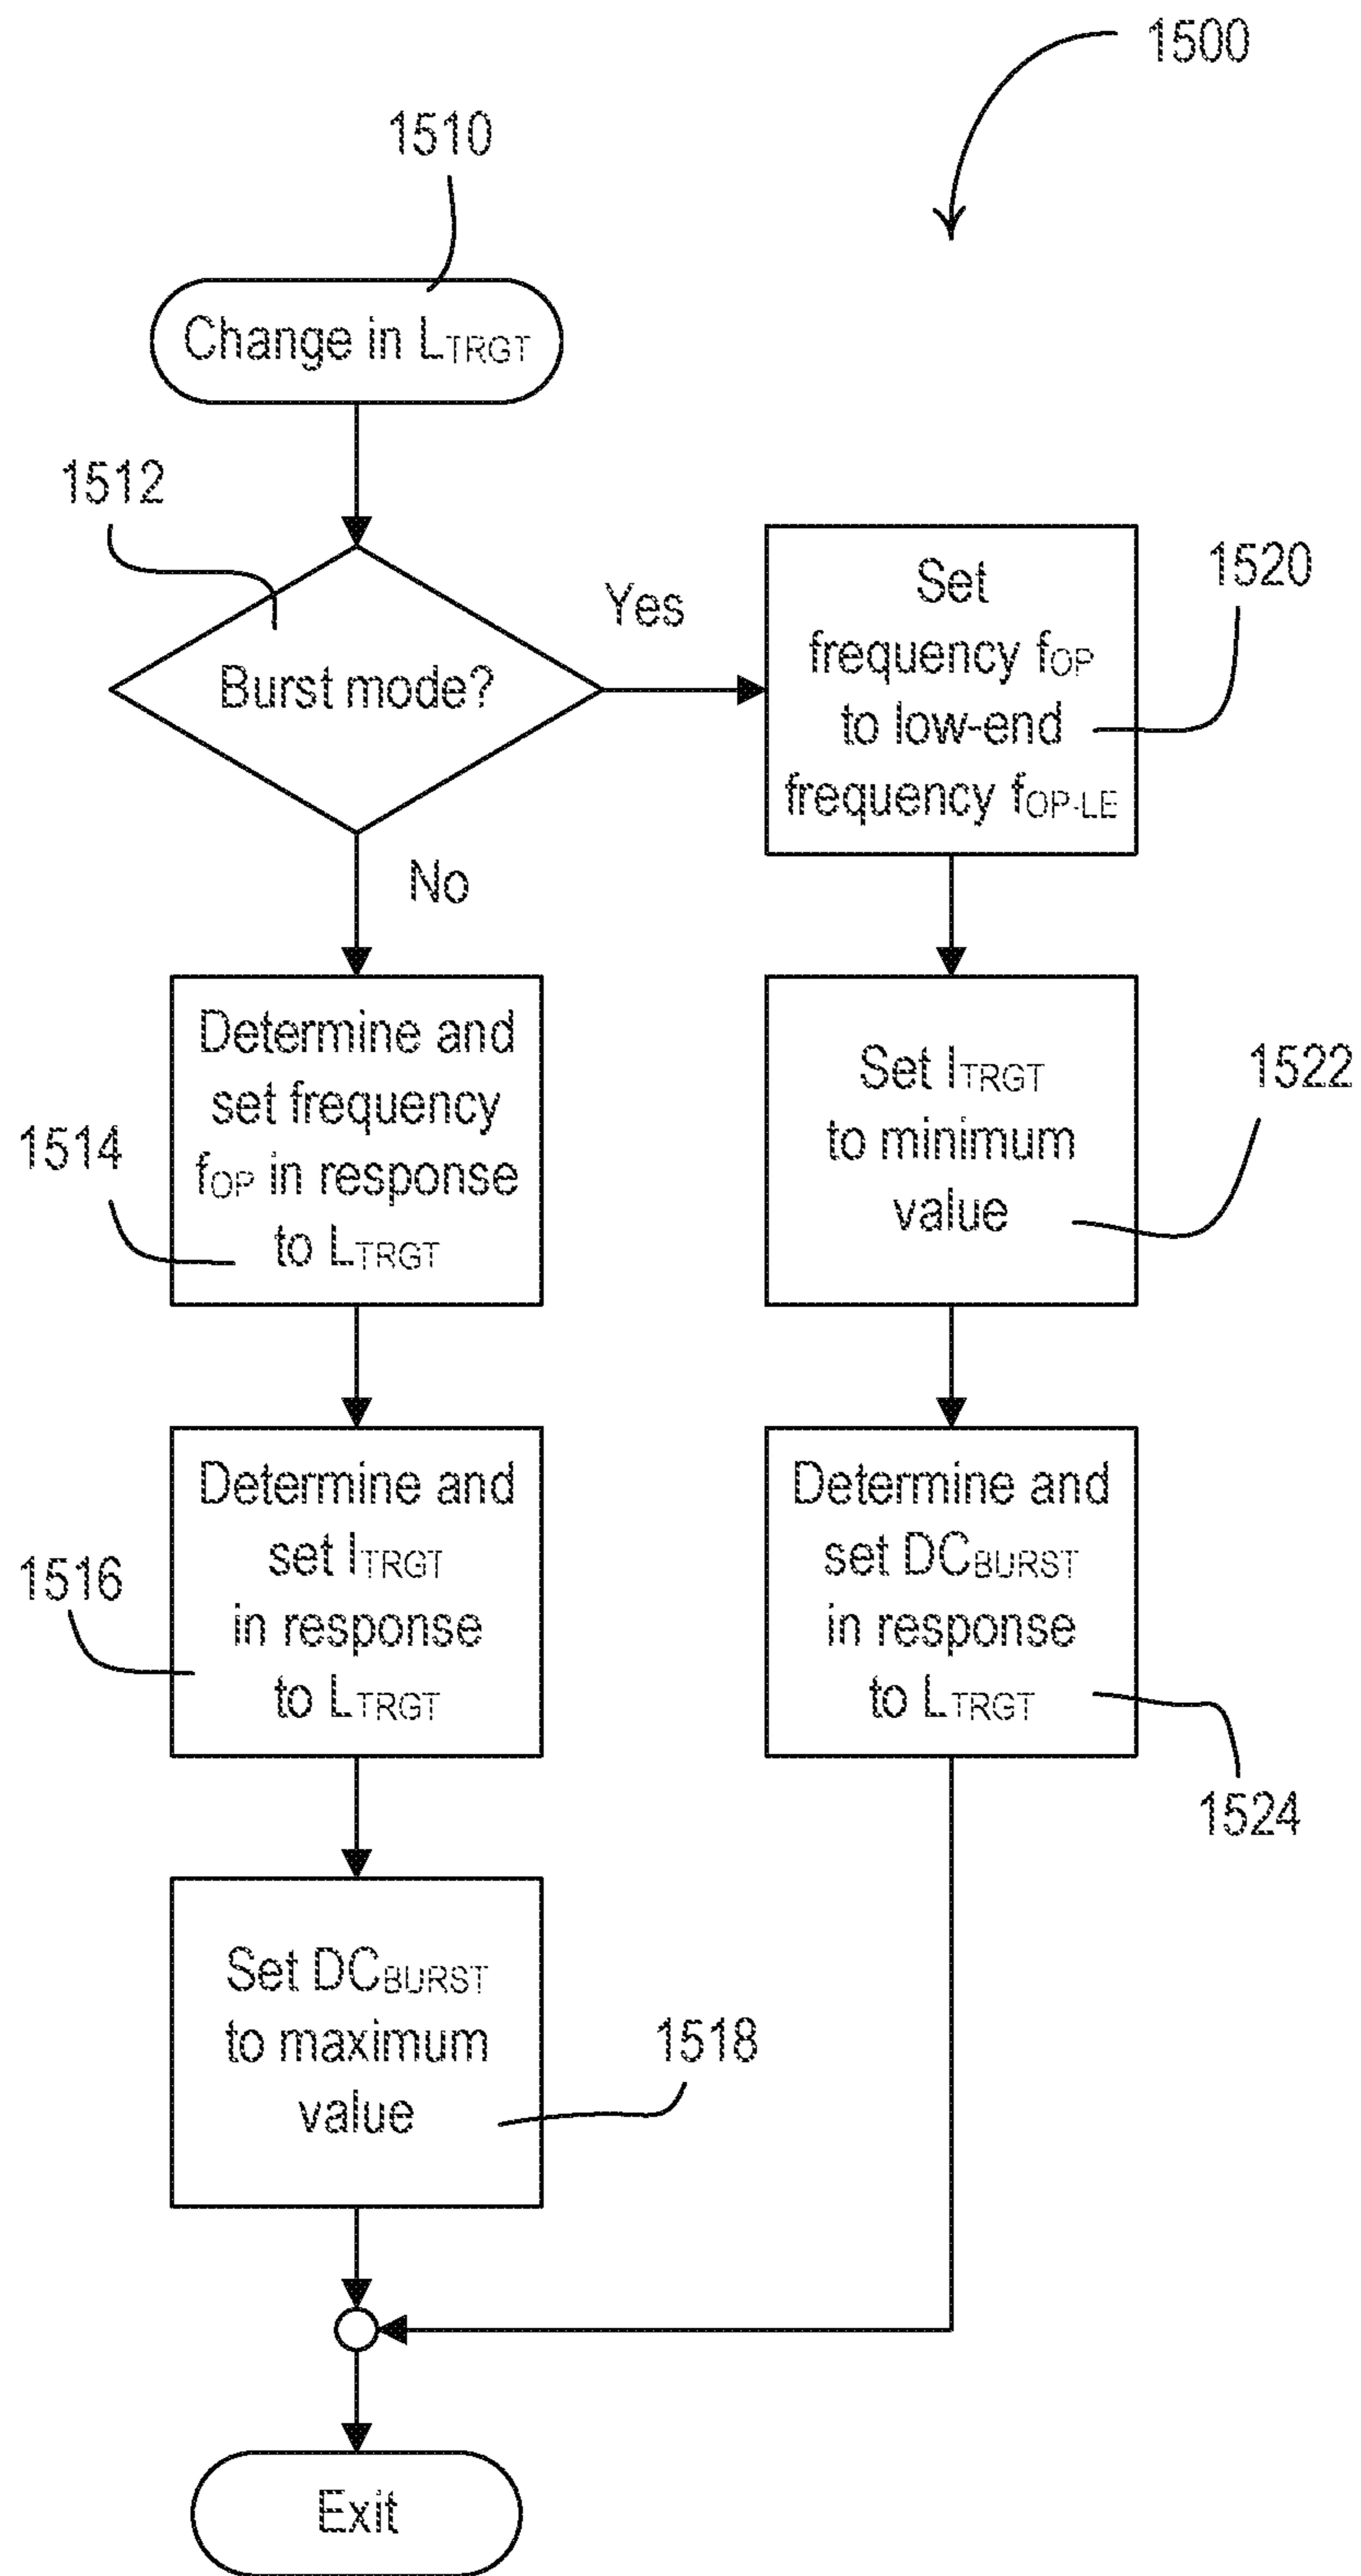 1500
1510
Change in LTRGT
1512
Burst mode?
Yes
No
Set
frequency fOP
to low-end
frequency fOP-LE
1520
Determine and
set frequency
fOP in response
to LTRGT
1514
Set ITRGT
to minimum
value
1522
Determine and
set ITRGT
in response
to LTRGT
1516
Determine and
set DCBURST
in response
to LTRGT
1524
Set DCBURST
to maximum
value
1518
Exit